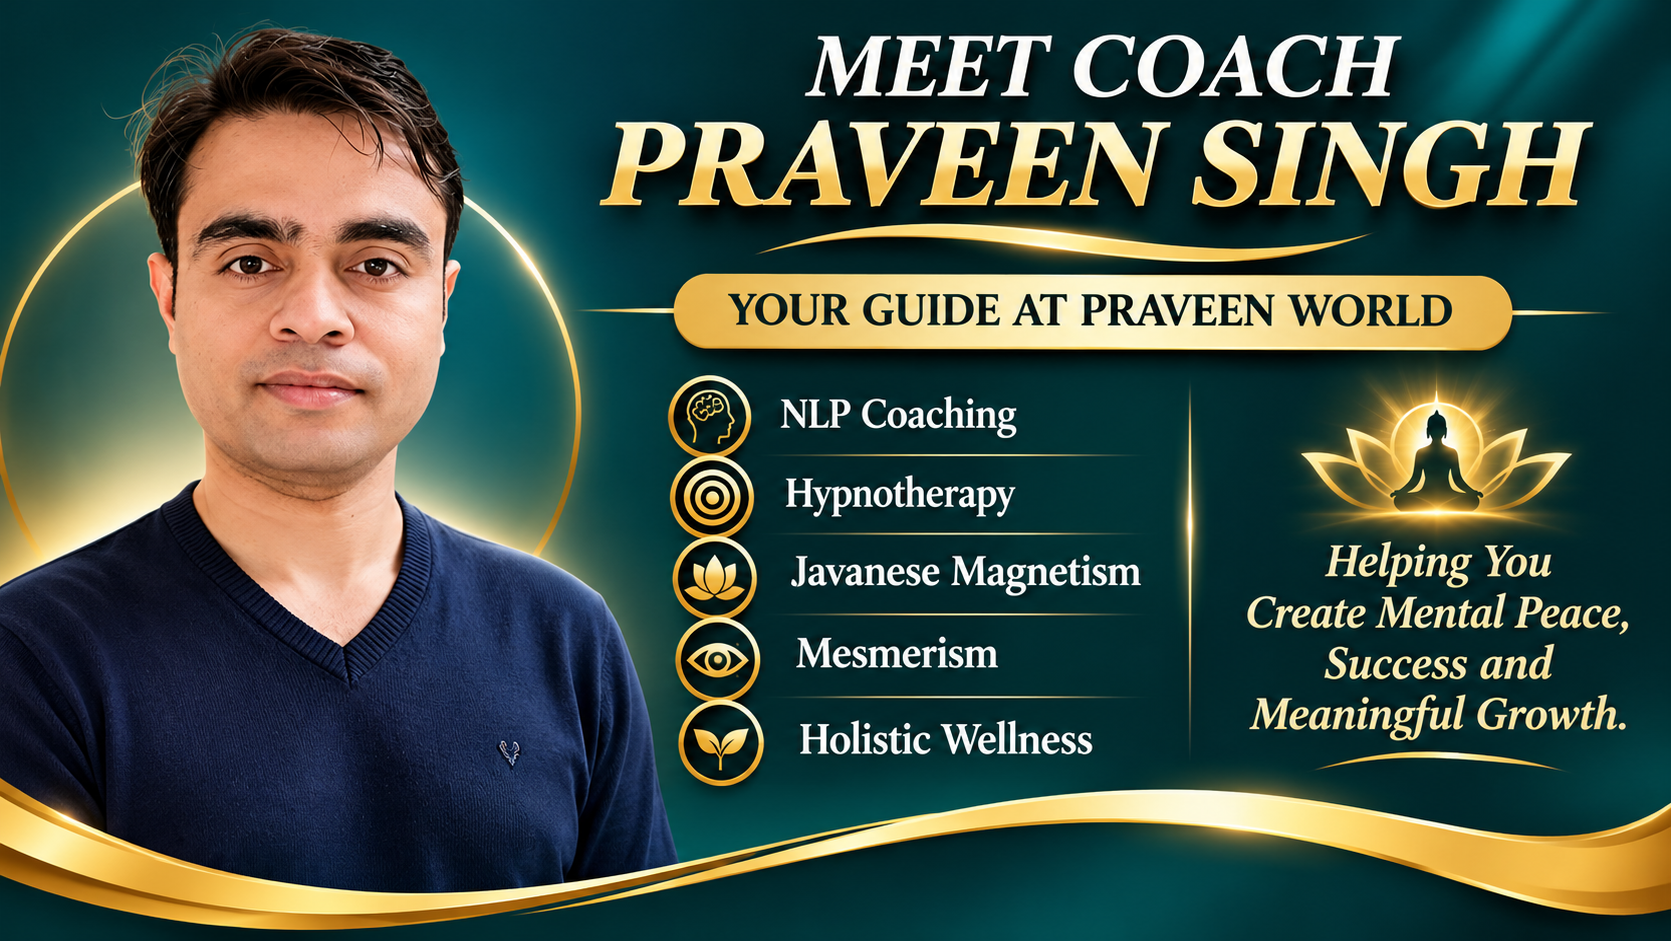 MEET COACH
PRAVEEN SINGH
YOUR GUIDE AT PRAVEEN WORLD
NLP Coaching
Hypnotherapy
Javanese Magnetism
Mesmerism
Holistic Wellness
Helping You
Create Mental Peace,
Success and
Meaningful Growth.